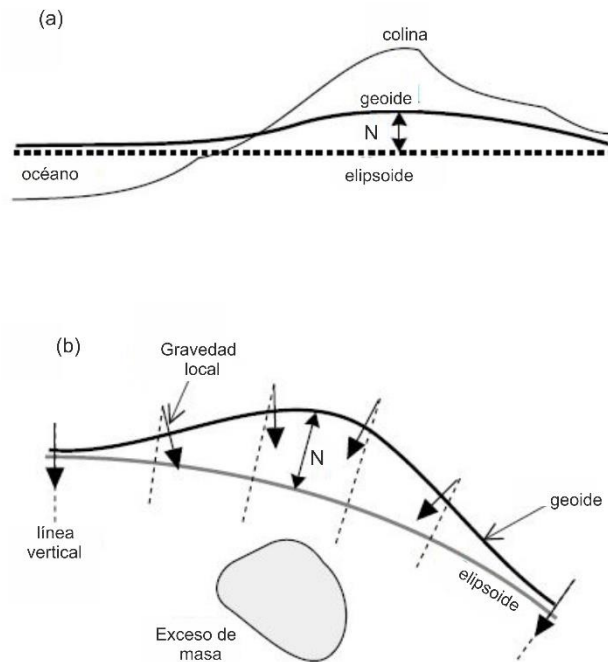 (a)
colina
geoide
N
océano
elipsoide
(b)
Gravedad
local
N
geoide
línea
vertical
elipsoide
Exceso de
masa